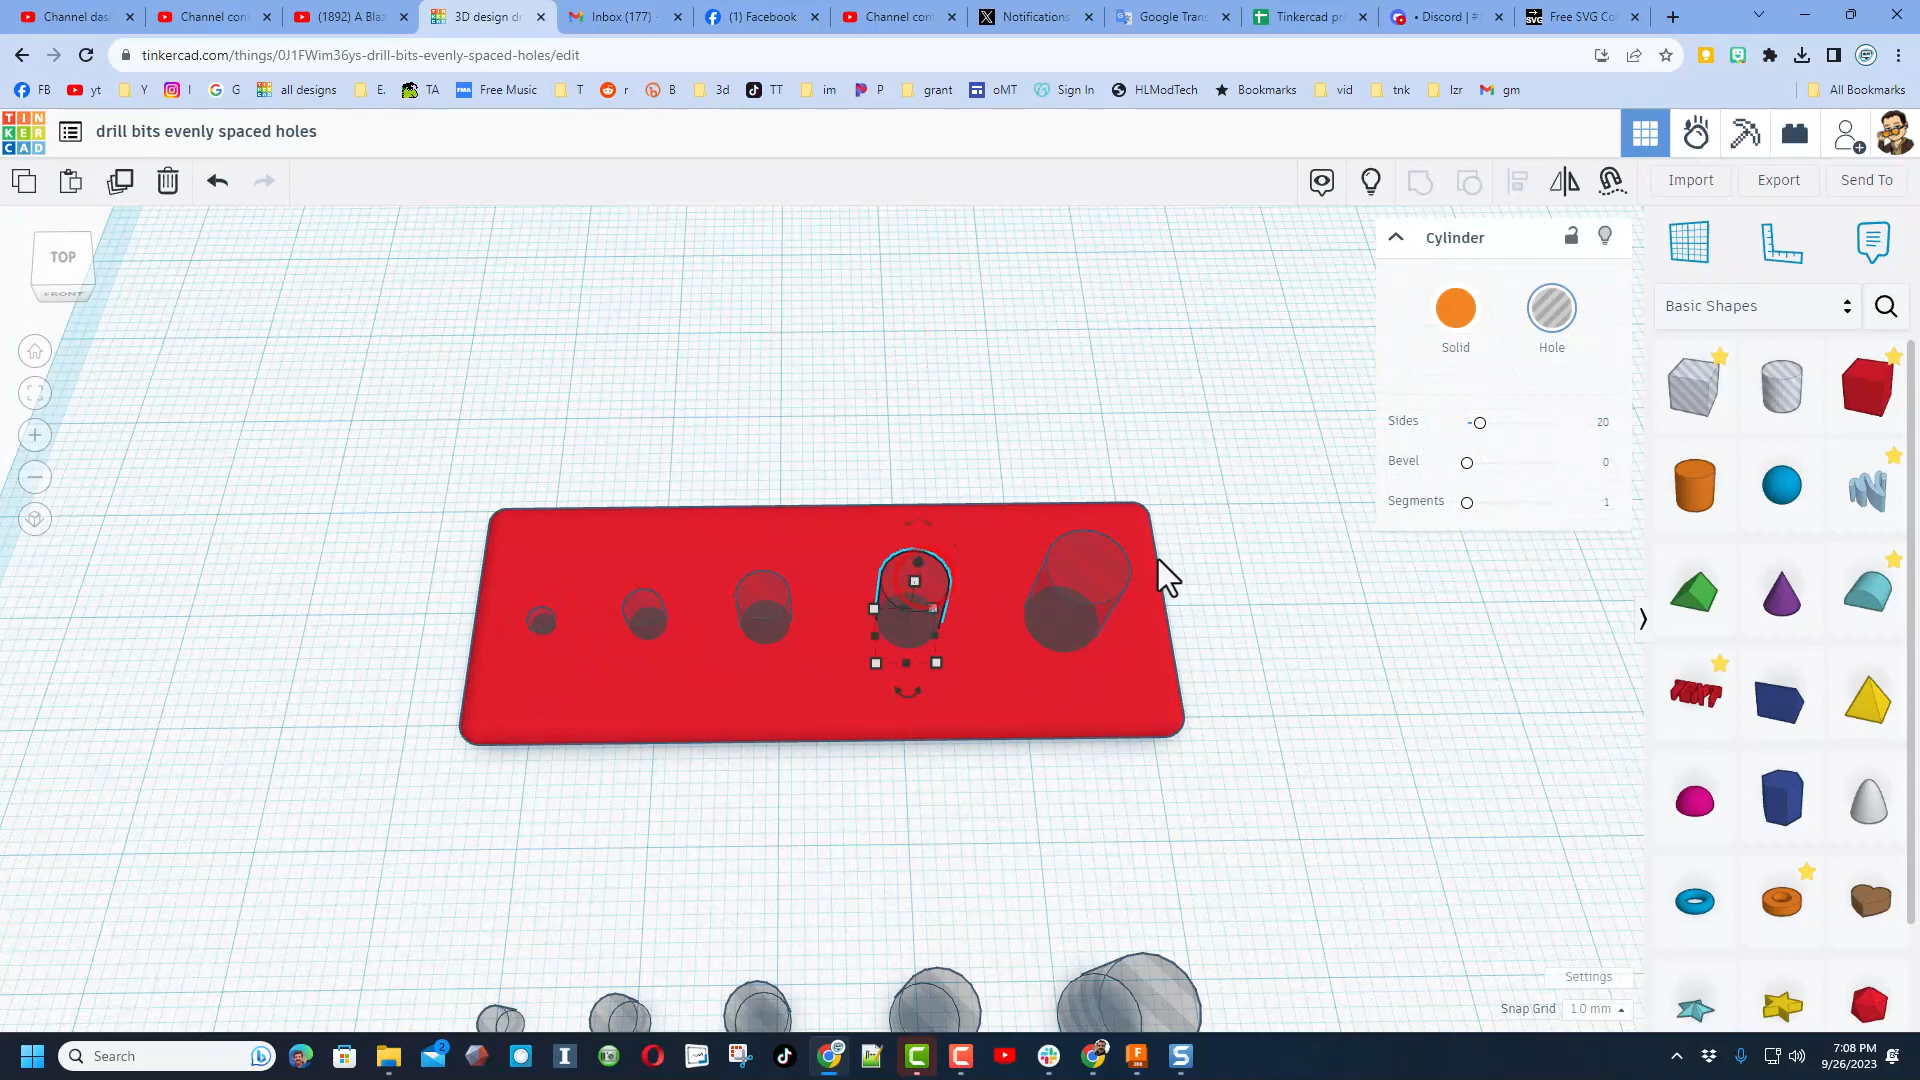 Channel das
Channel con
(1892) A Bla
3D design dr
Inbox (177)
(1) Facebook
Channel con
Notifications
Google Tran
Tinkercad pr
• Discord | #
Free SVG Co
tinkercad.com/things/0J1FWim36ys-drill-bits-evenly-spaced-holes/edit
FB
yt
Y
I
G
all designs
E.
TA
Free Music
T
r
B
3d
TT
im
P
grant
oMT
Sign In
HLModTech
Bookmarks
vid
tnk
lzr
gm
All Bookmarks
TIN
KER
CAD
drill bits evenly spaced holes
Import
Export
Send To
TOP
FRONT
Cylinder
Solid
Hole
Sides
20
Bevel
0
Segments
1
Basic Shapes
TEXT
Settings
Snap Grid
1.0 mm
Search
2
7:08 PM
9/26/2023